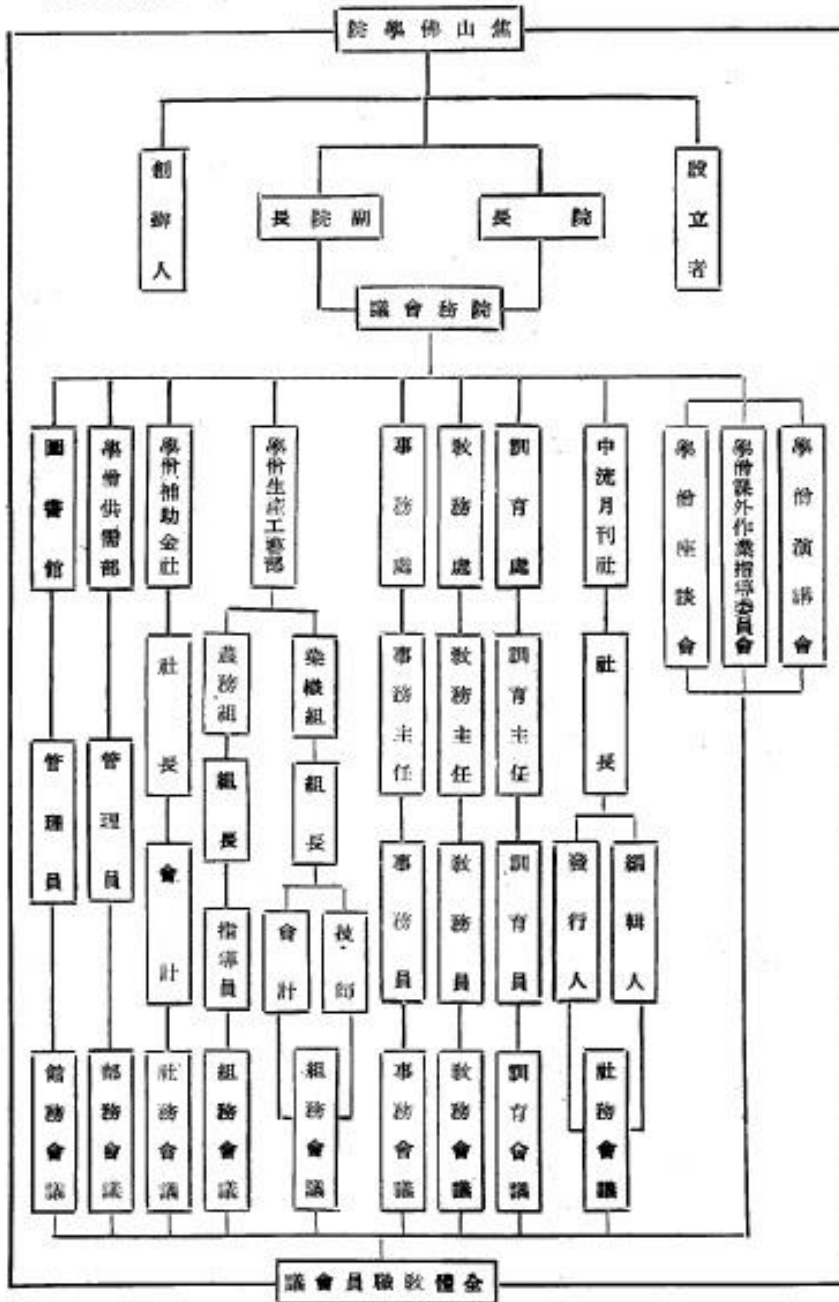 焦山佛學院
設立者
院長
副院長
創辦人
院務會議
學僧演講會
學僧課外作業指導委員會
學僧座談會
中流月刊社
訓育處
教務處
事務處
學僧生產工藝部
學僧補助金社
學僧供需部
圖書館
社長
訓育主任
教務主任
事務主任
染織組
農務組
社長
管理員
管理員
編輯人
發行人
訓育員
教務員
事務員
組長
組長
會計
技師
會計
指導員
社務會議
訓育會議
教務會議
事務會議
組務會議
組務會議
社務會議
部務會議
館務會議
全體教職員會議